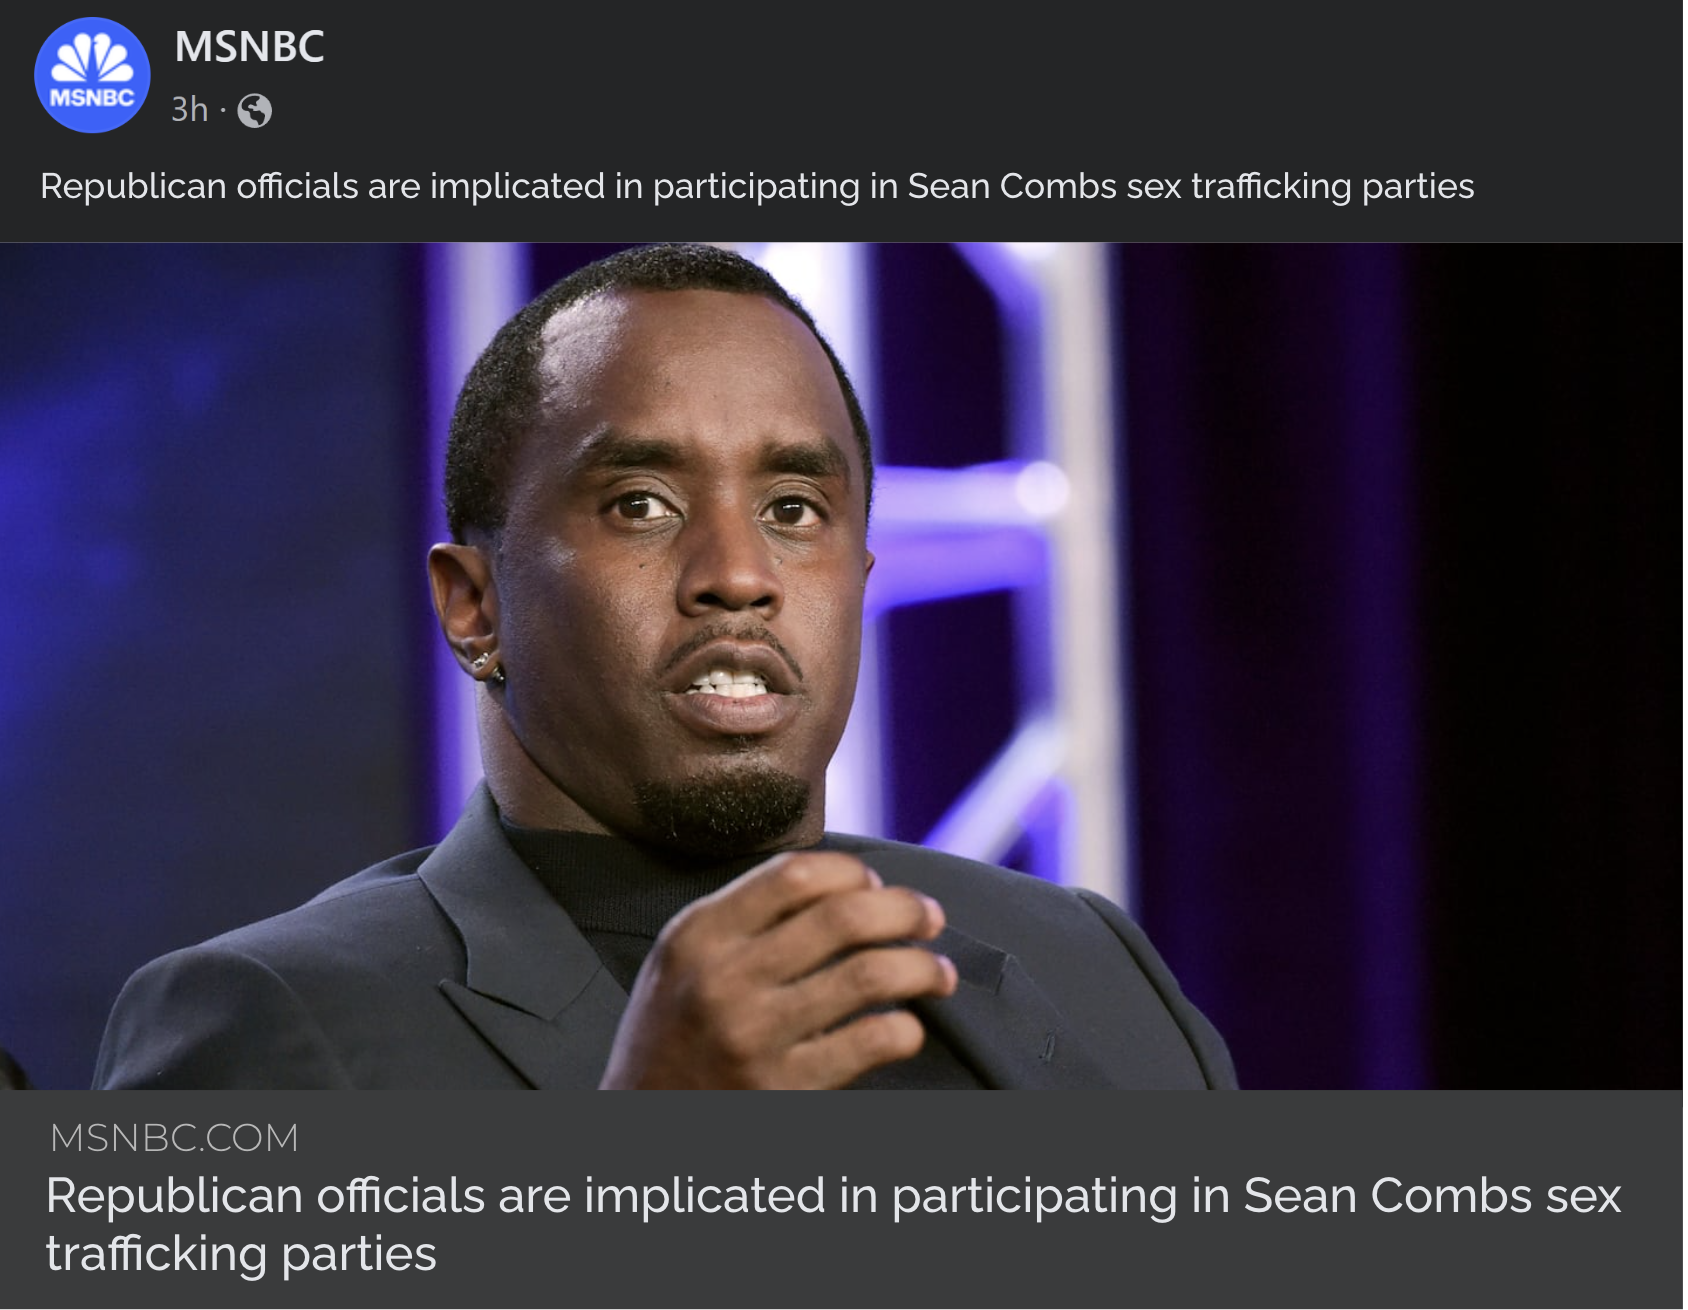 MSNBC
MSNBC
3h ·
Republican officials are implicated in participating in Sean Combs sex trafficking parties
MSNBC.COM
Republican officials are implicated in participating in Sean Combs sex
trafficking parties